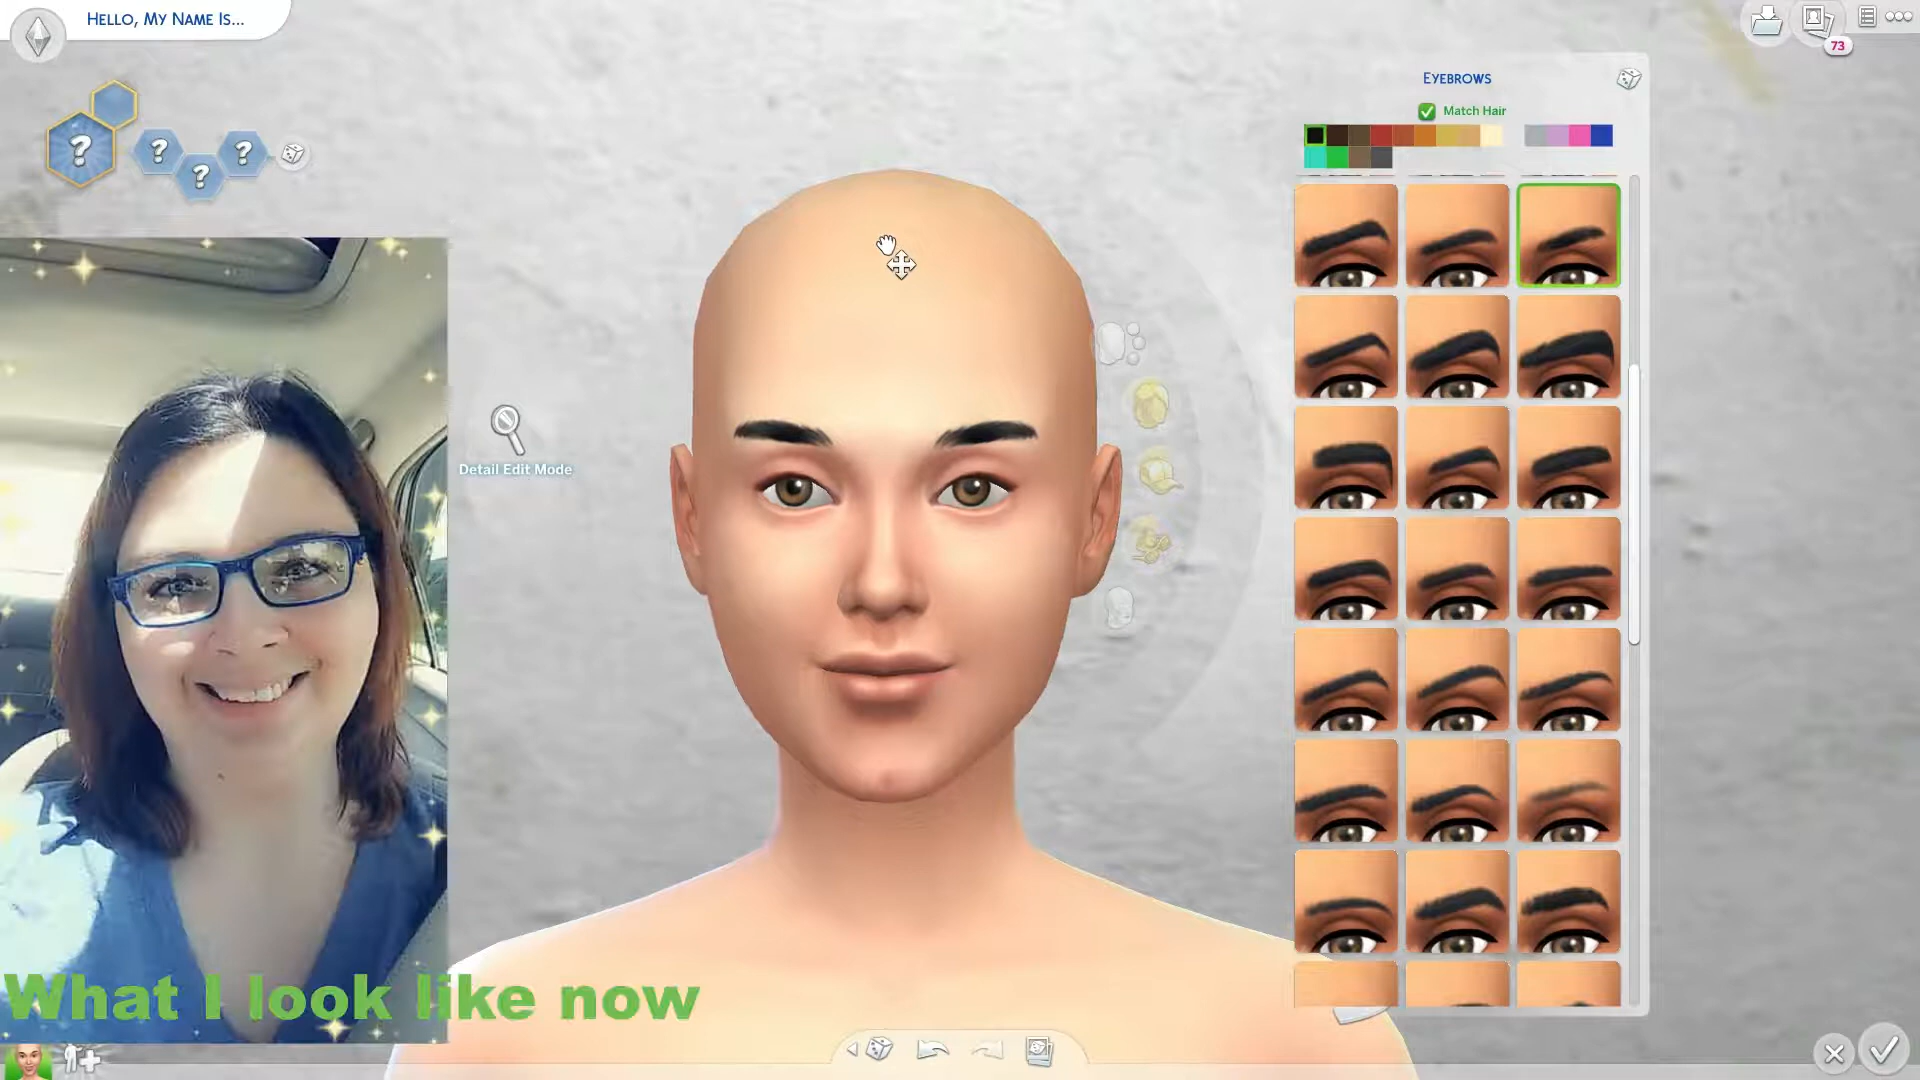 Hello, My Name Is...
73
Eyebrows
Match Hair
? ? ? ?
Detail Edit Mode
What I look like now